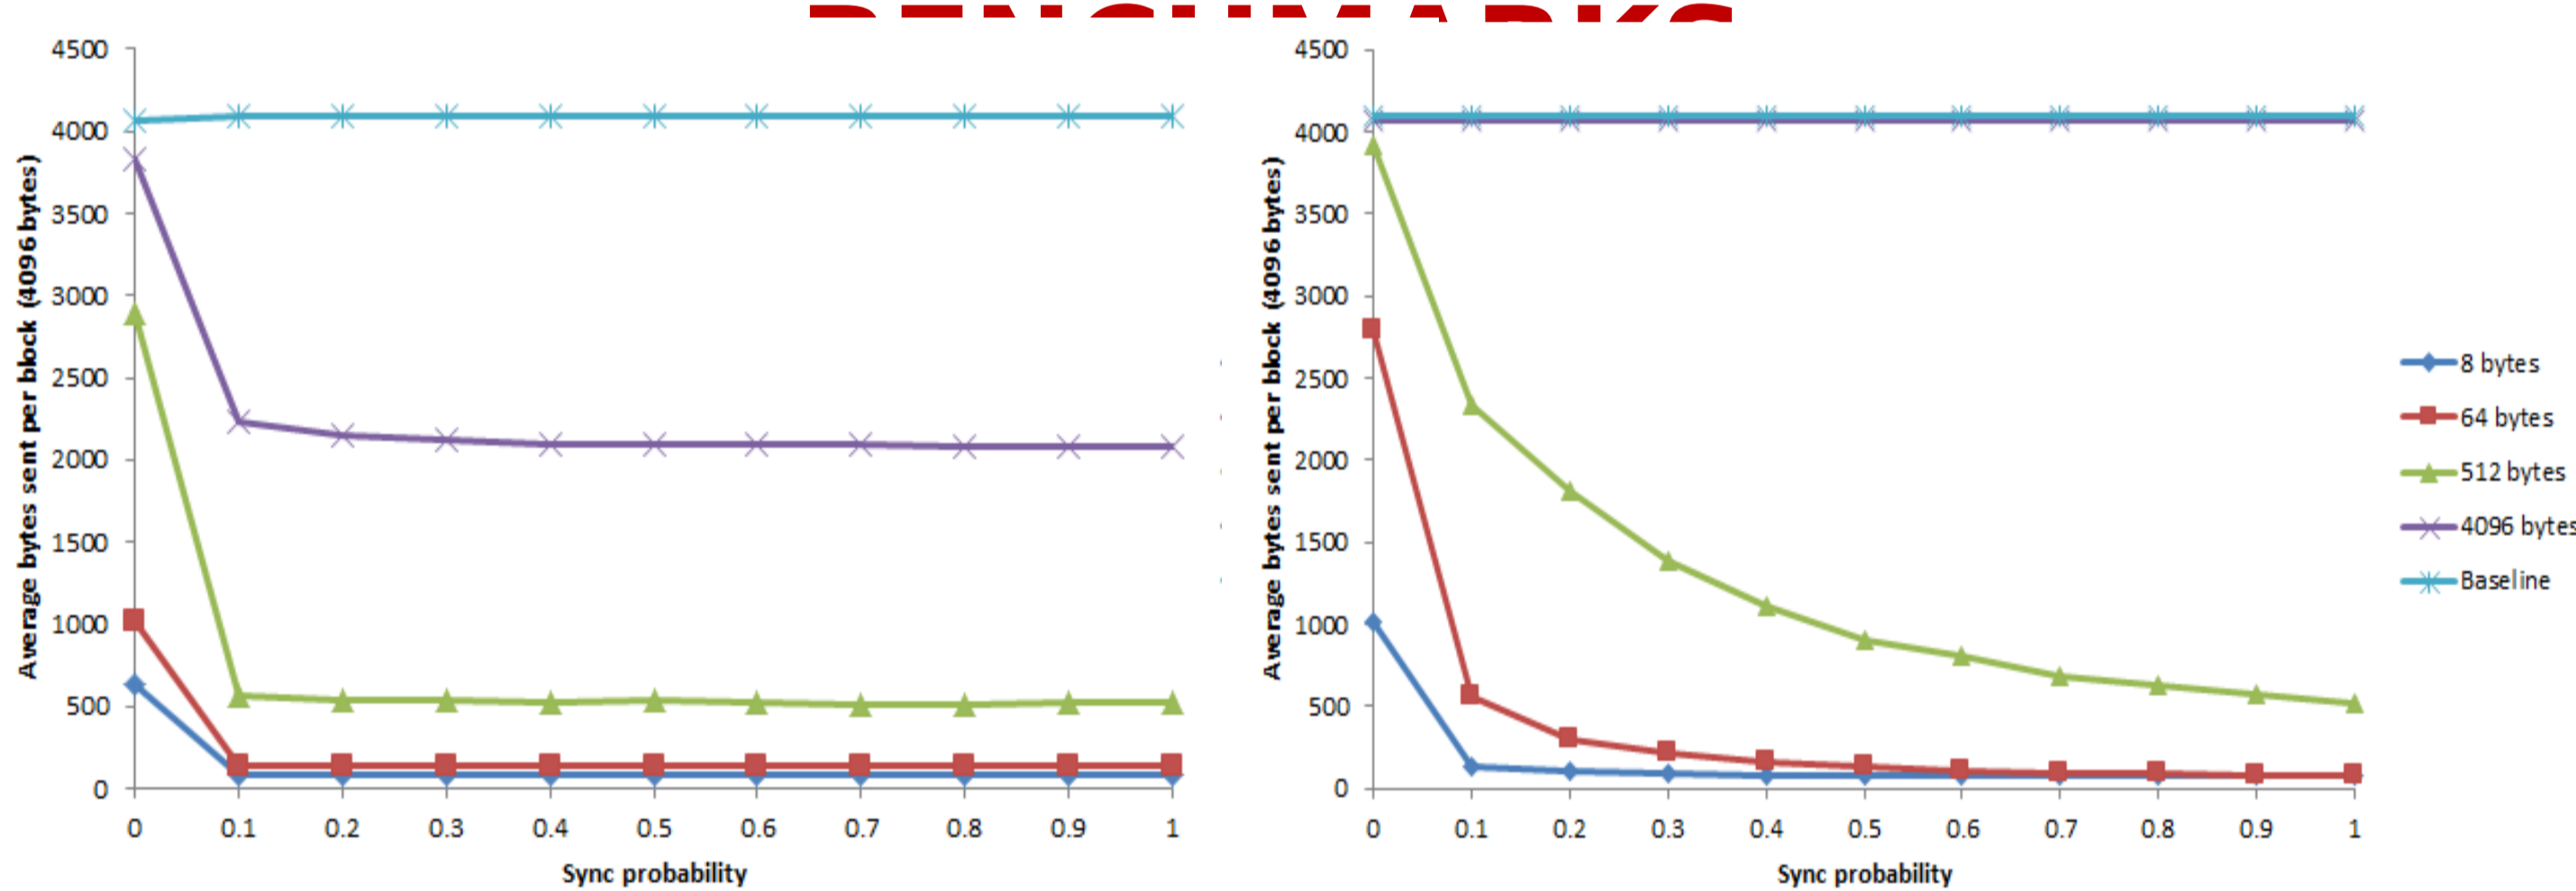 BENCHMARKS
4500
4000
3500
3000
2500
2000
1500
1000
500
0
0 0.1 0.2 0.3 0.4 0.5 0.6 0.7 0.8 0.9 1
Average bytes sent per block (4096 bytes)
Sync probability
4500
4000
3500
3000
2500
2000
1500
1000
500
0
0 0.1 0.2 0.3 0.4 0.5 0.6 0.7 0.8 0.9 1
Average bytes sent per block (4096 bytes)
Sync probability
8 bytes
64 bytes
512 bytes
4096 bytes
Baseline